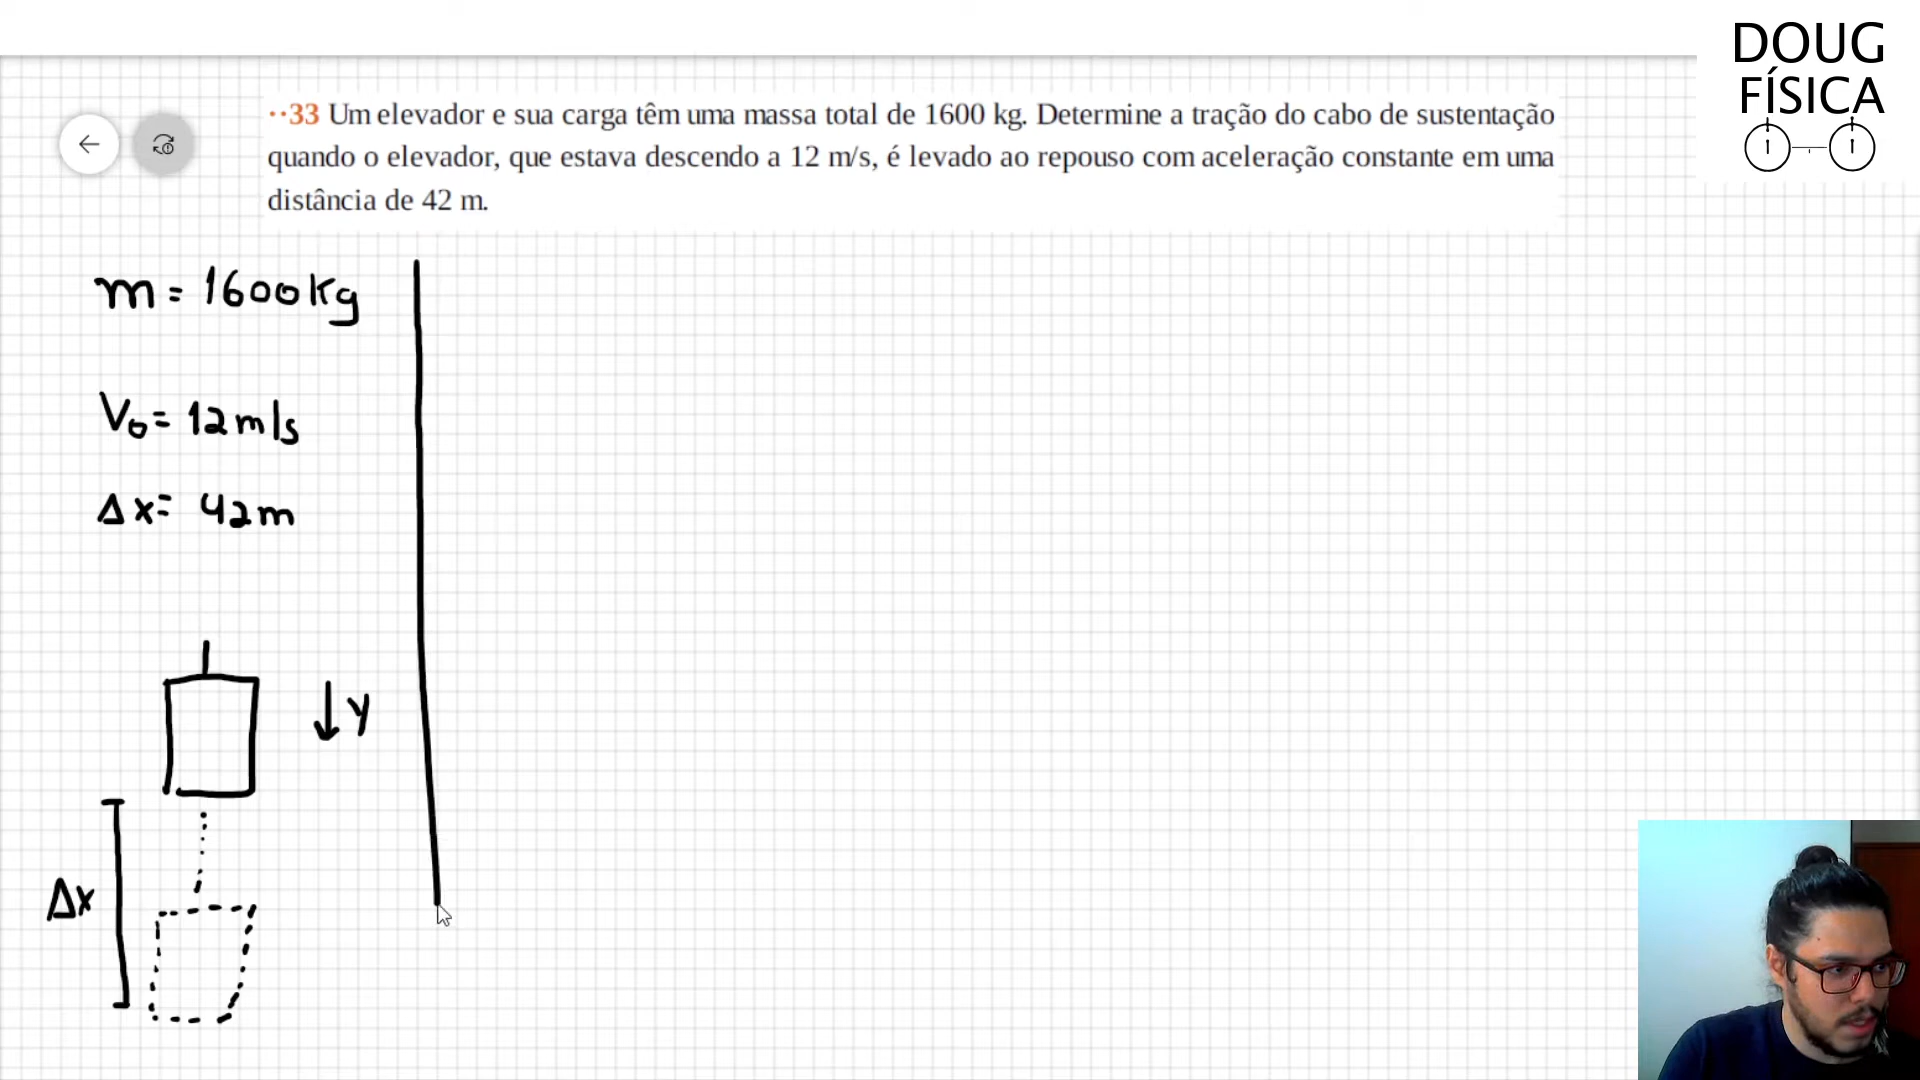 DOUG
FÍSICA
··33 Um elevador e sua carga têm uma massa total de 1600 kg. Determine a tração do cabo de sustentação
quando o elevador, que estava descendo a 12 m/s, é levado ao repouso com aceleração constante em uma
distância de 42 m.
m = 1600 kg
V₀ = 12 m/s
Δx = 42 m
↓ y
Δx